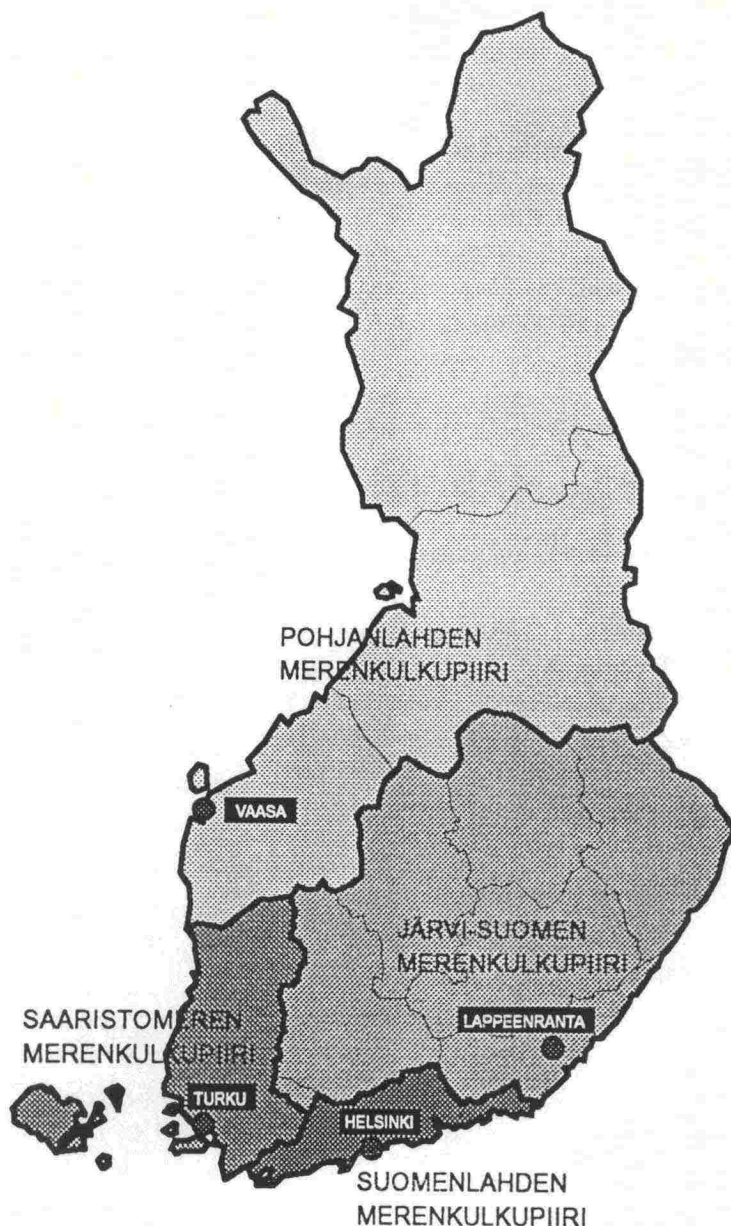 POHJANLAHDEN
MERENKULKUPIIRI
VAASA
JÄRVI-SUOMEN
MERENKULKUPIIRI
LAPPEENRANTA
SAARISTOMEREN
MERENKULKUPIIRI
TURKU
HELSINKI
SUOMENLAHDEN
MERENKULKUPIIRI